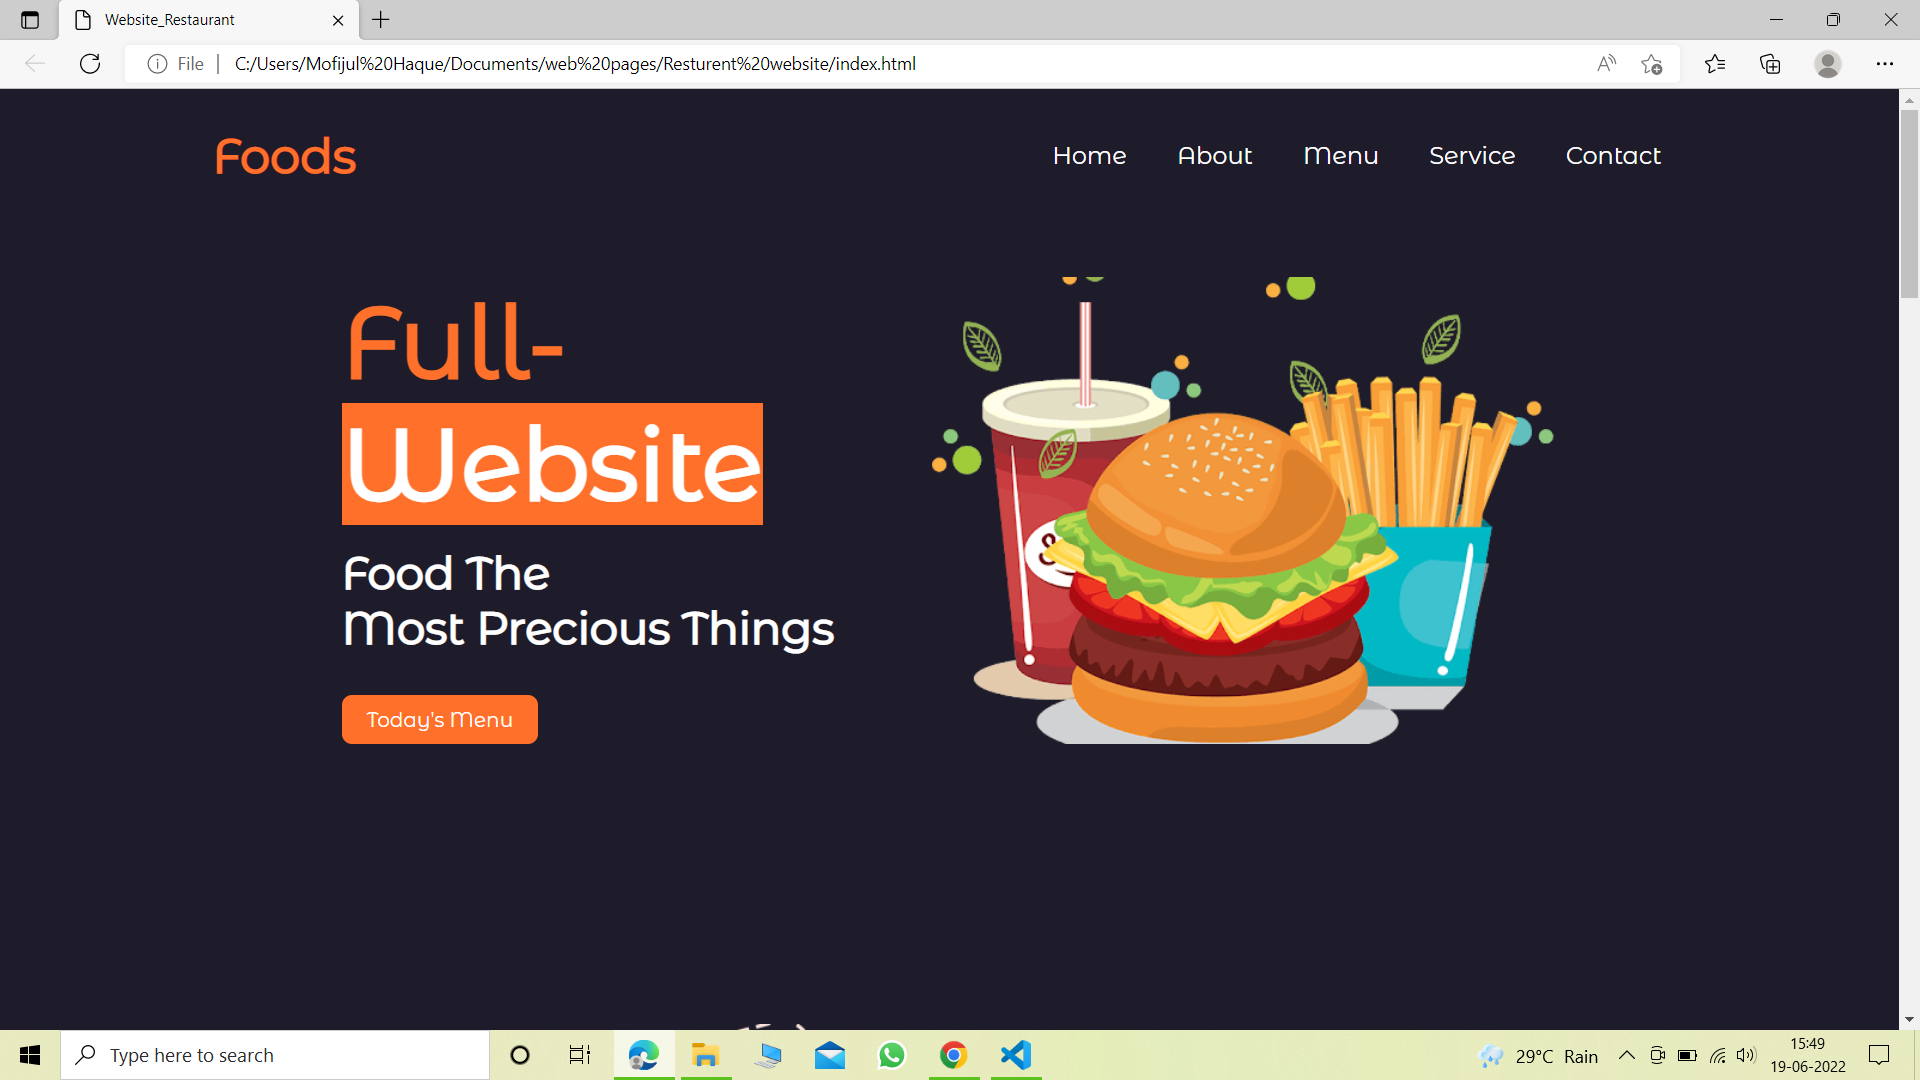 Website_Restaurant
File
C:/Users/Mofijul%20Haque/Documents/web%20pages/Resturent%20website/index.html
Foods
Home About Menu Service Contact
Full-
Website
Food The
Most Precious Things
Today's Menu
Type here to search
29°C Rain
15:49
19-06-2022